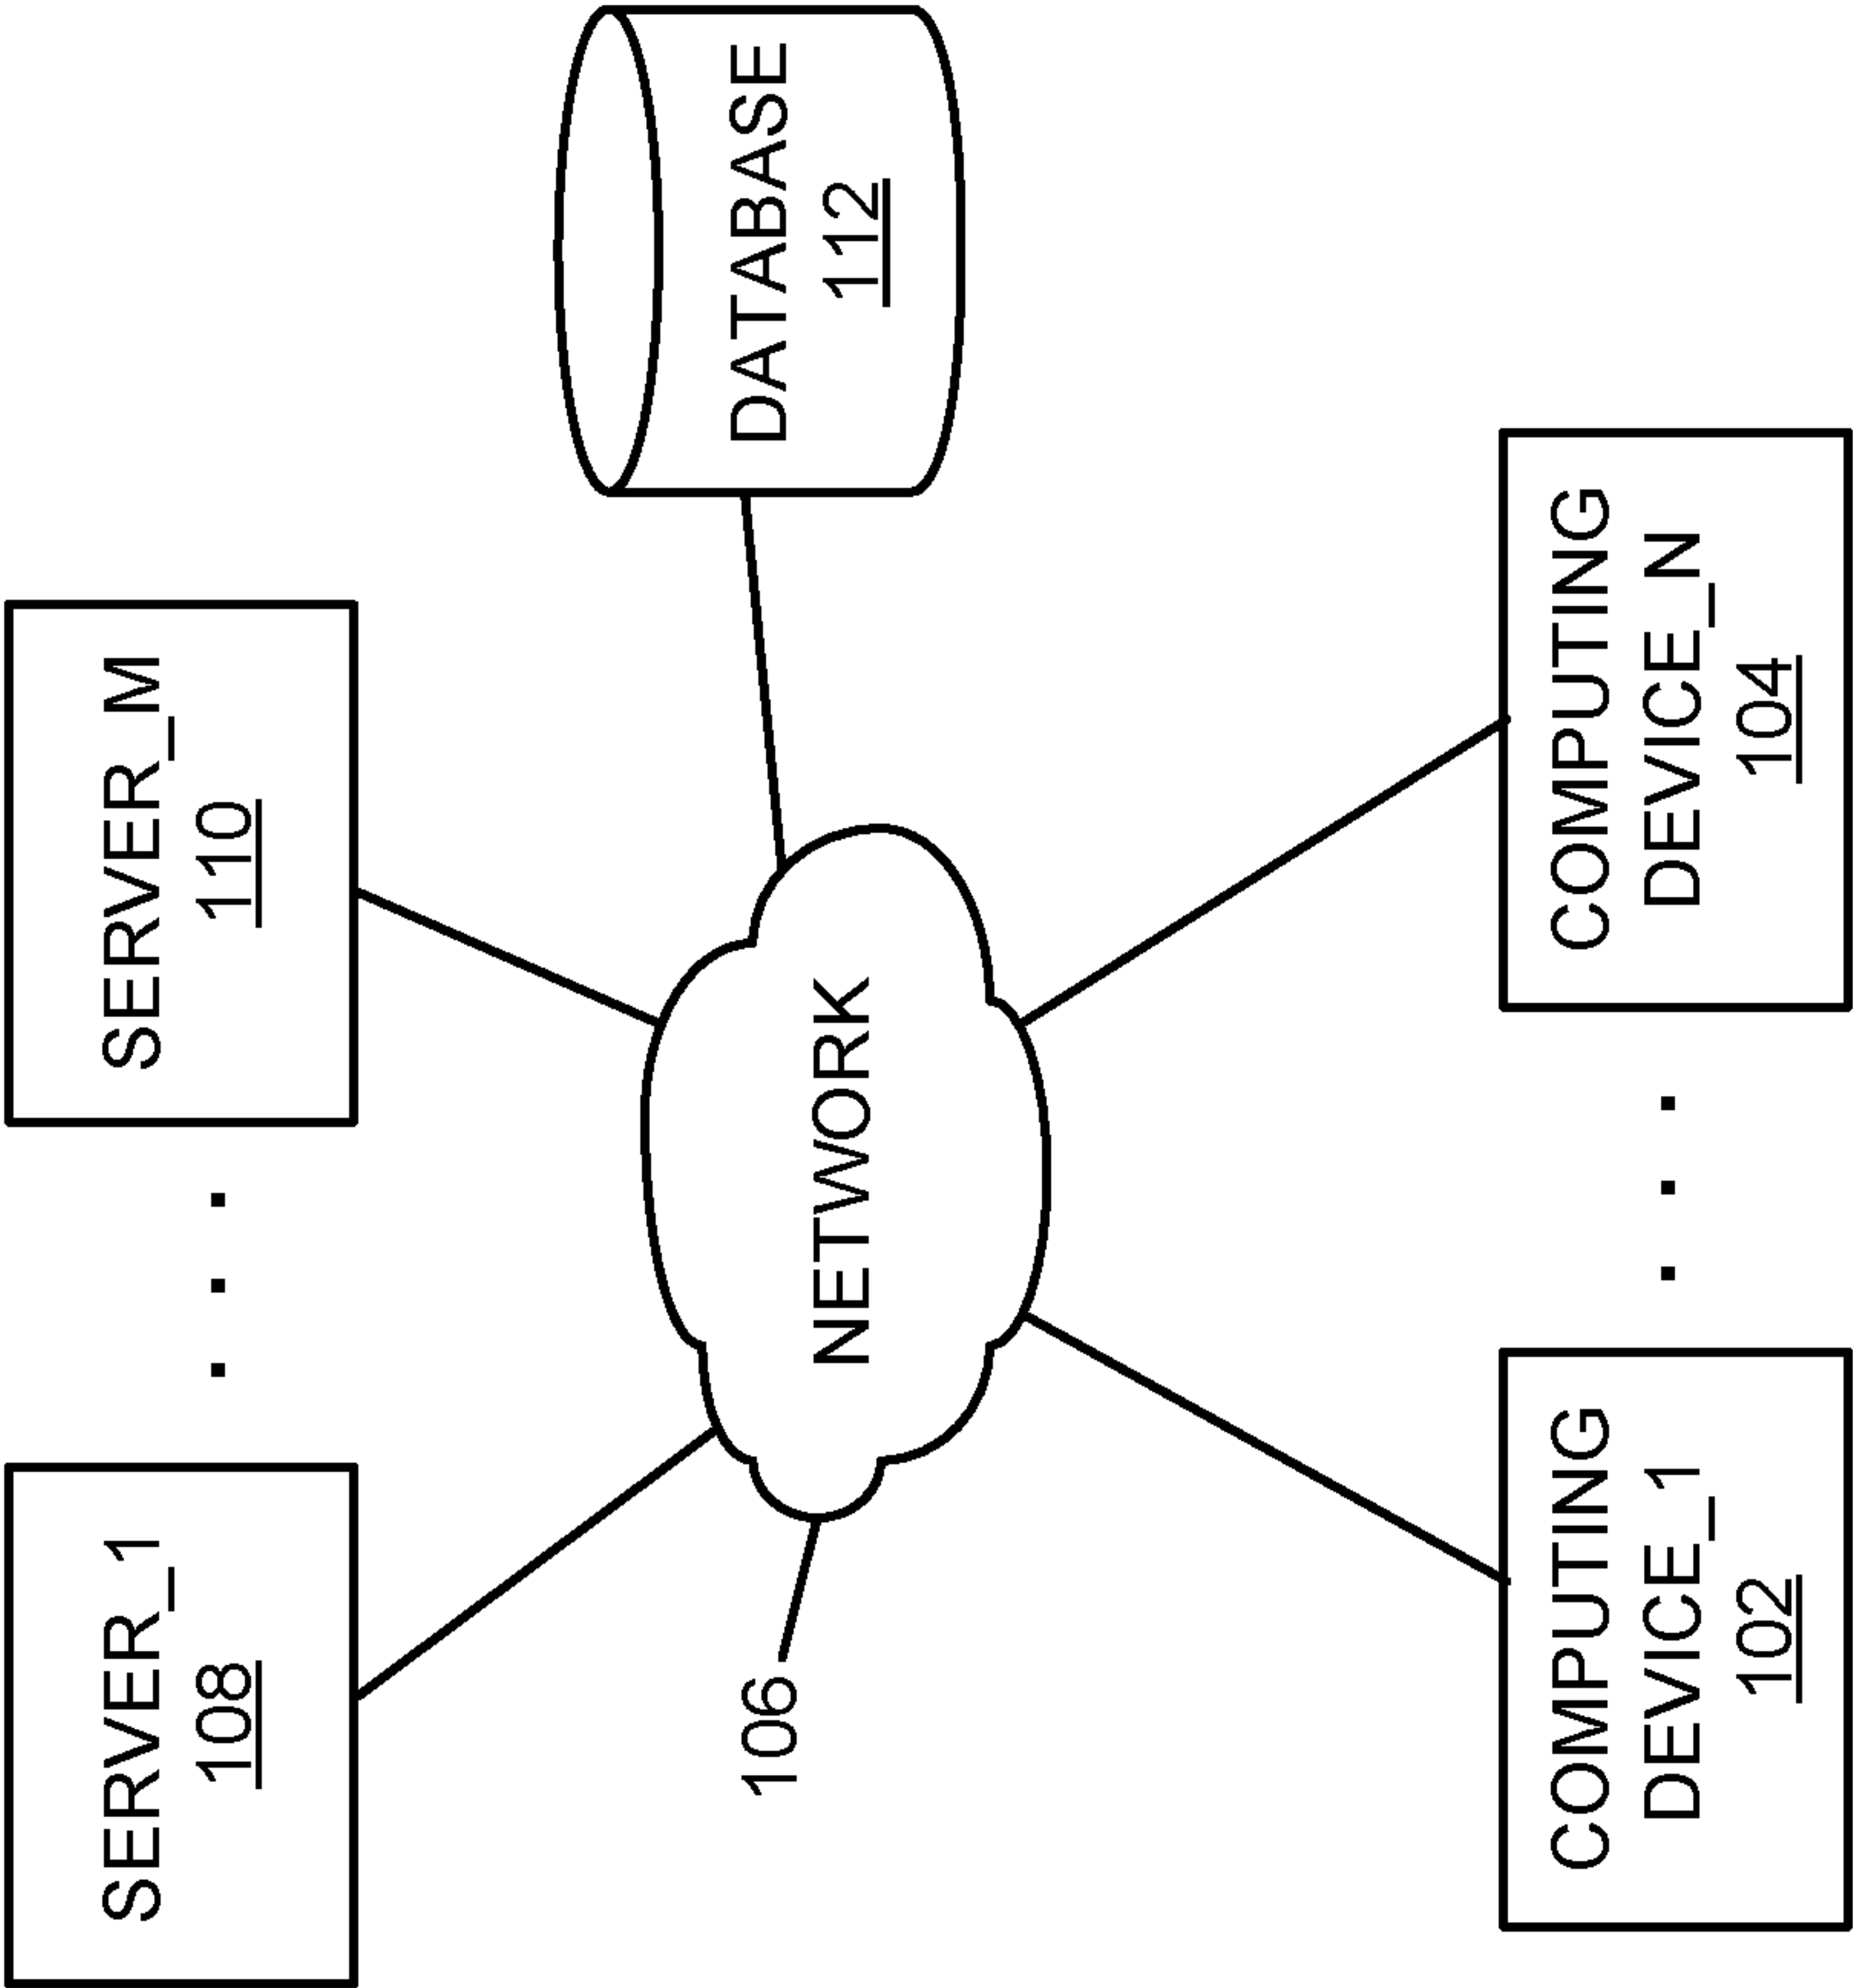 SERVER_1
108
SERVER_M
110
DATABASE
112
NETWORK
106
COMPUTING
DEVICE_1
102
COMPUTING
DEVICE_N
104